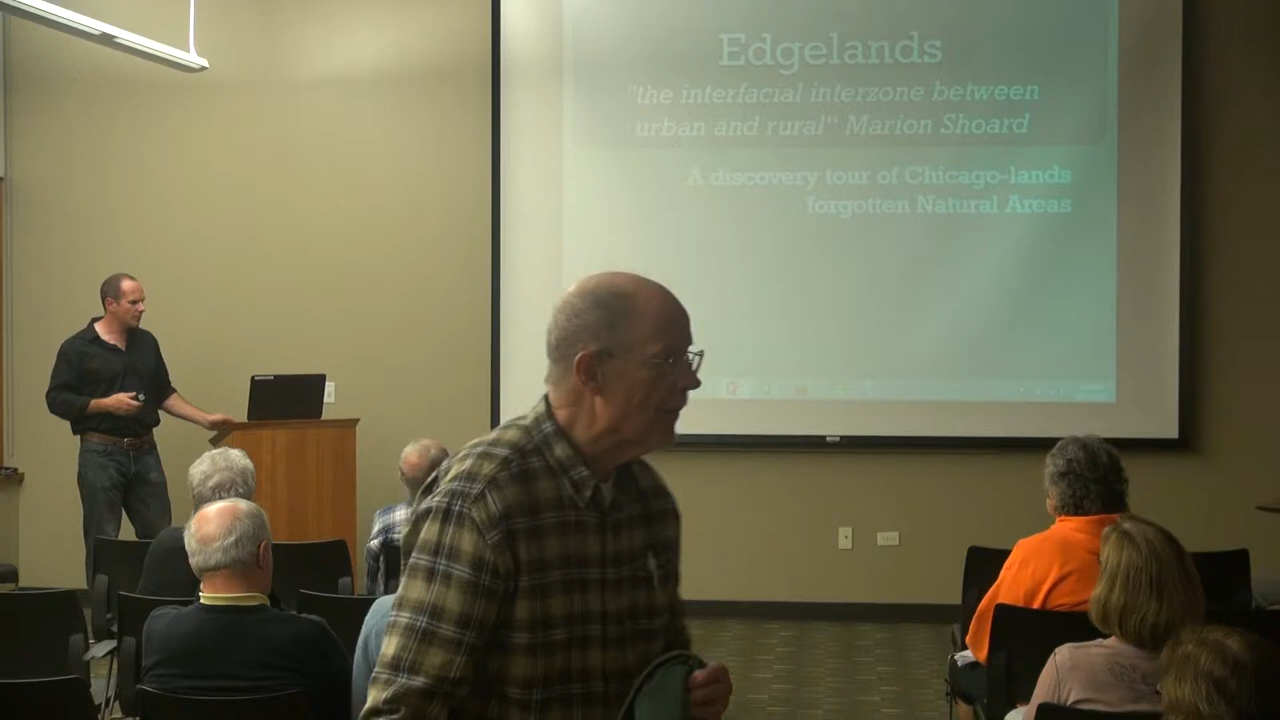 Edgelands
"the interfacial interzone between
urban and rural“ Marion Shoard
A discovery tour of Chicago-lands
forgotten Natural Areas